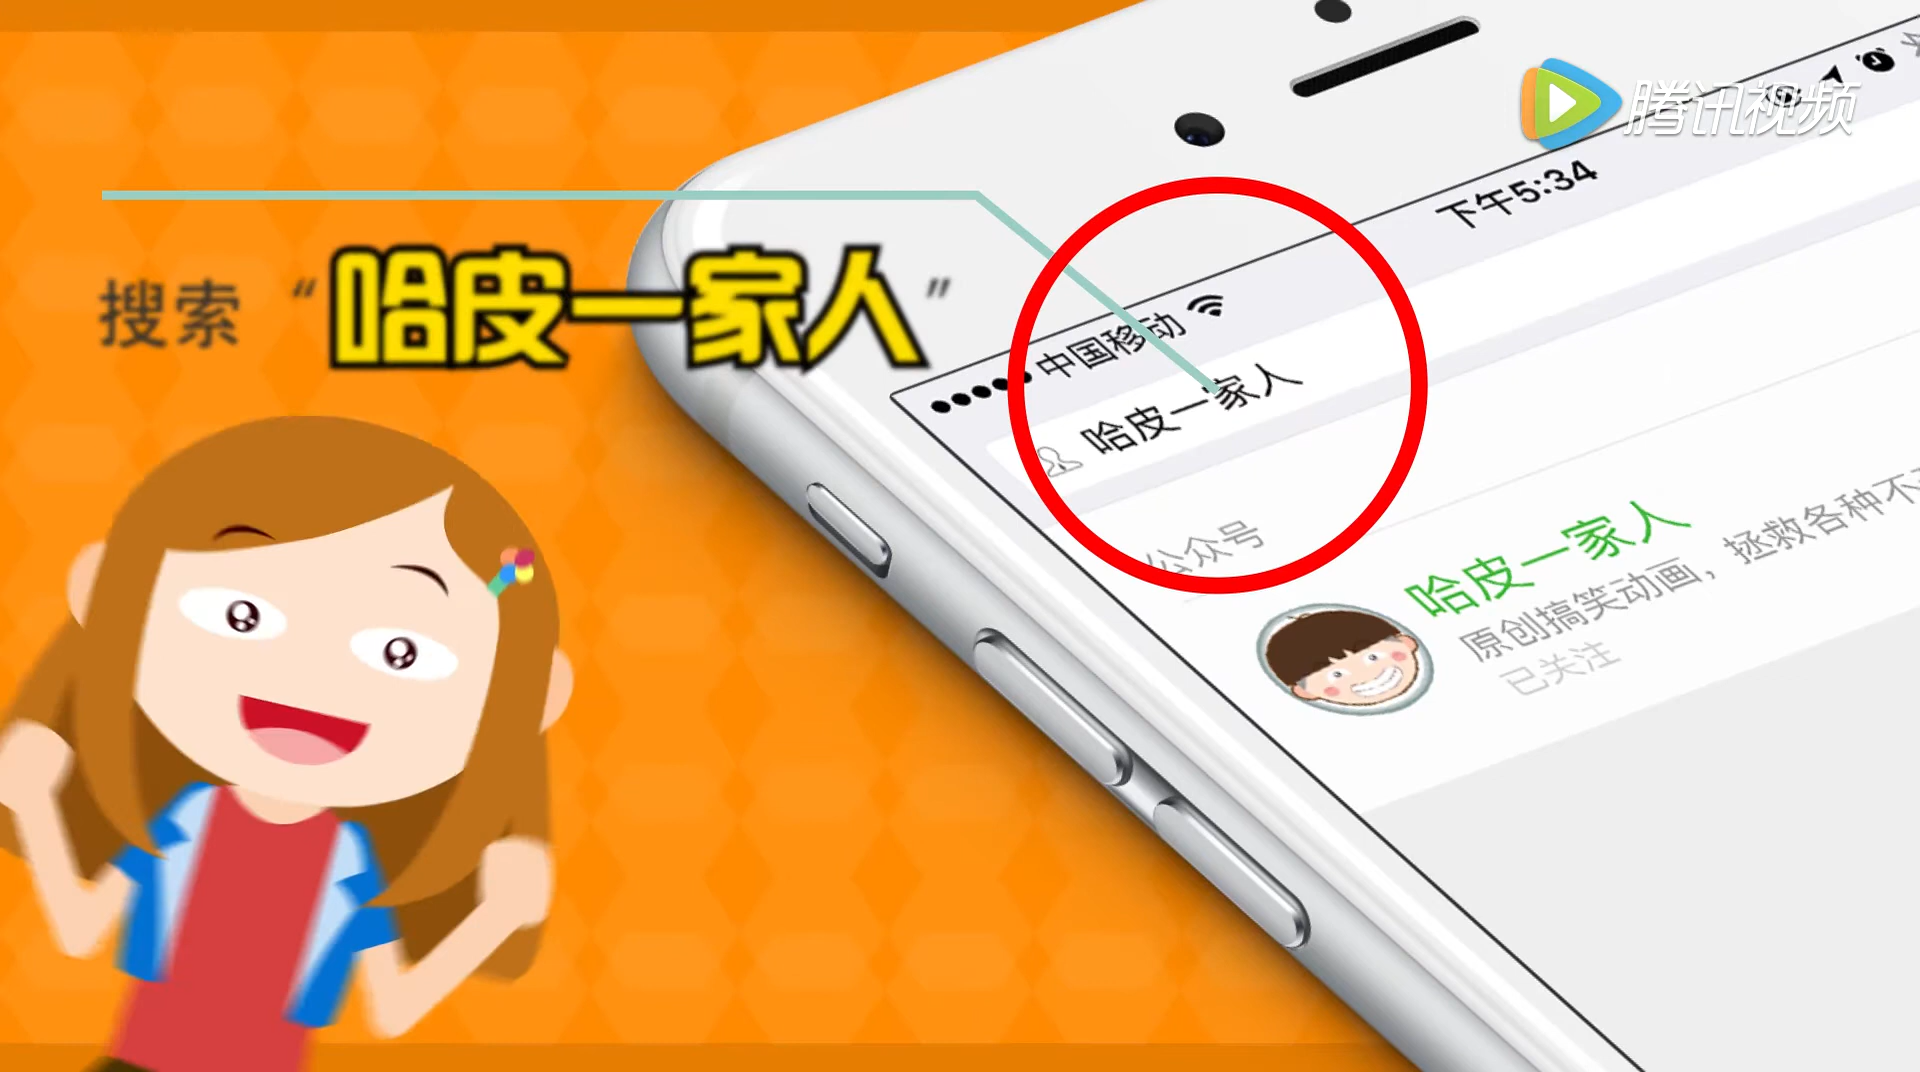 腾讯视频
下午5:34
搜索“哈皮一家人”
中国移动
哈皮一家人
公众号
哈皮一家人
原创搞笑动画，拯救各种不
已关注